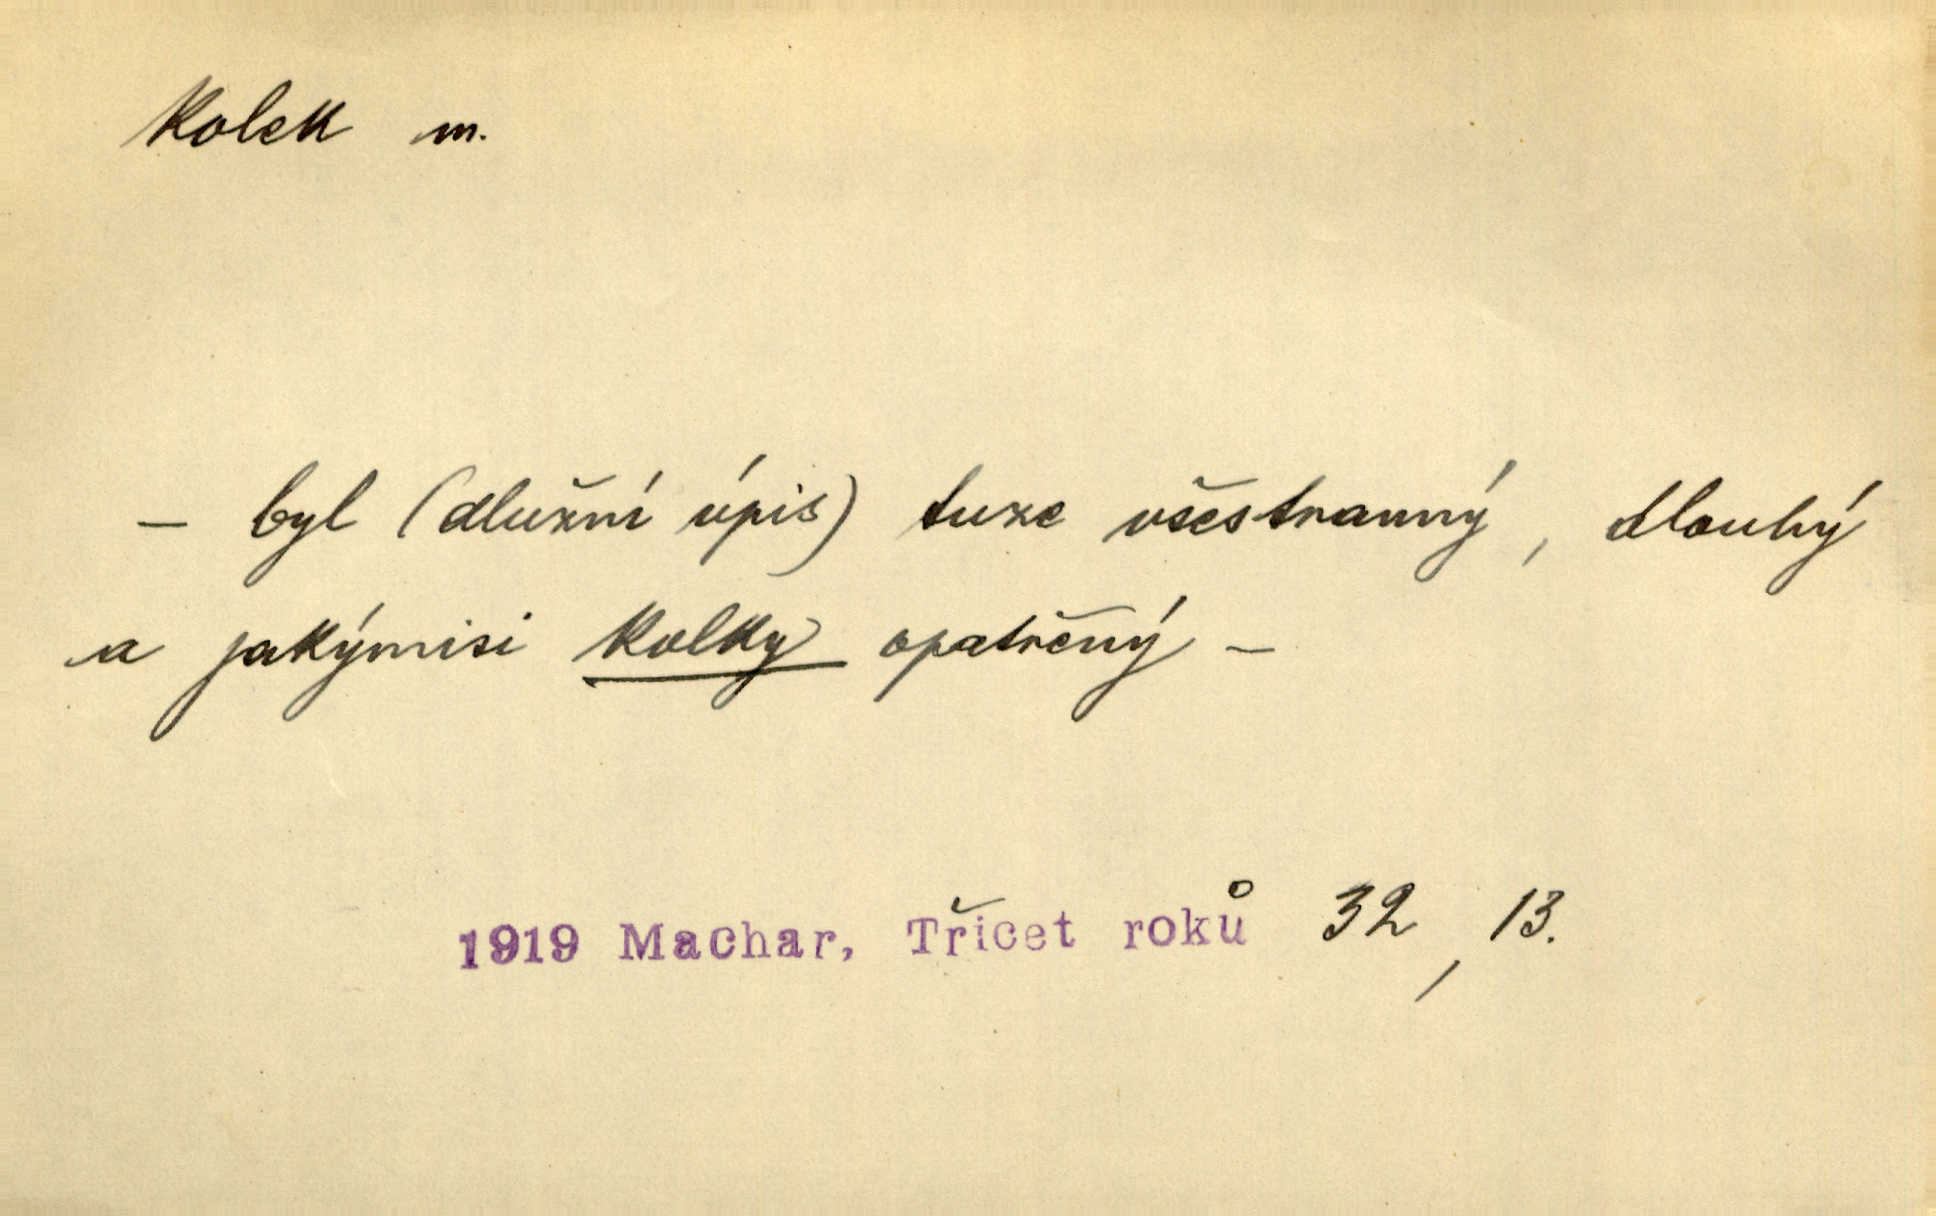 Kolek m.
– byl (dlužní úpis) tuze všestranný, dlouhý
a jakýmisi kolky opatřený –
1919 Machar, Třicet roků 32, 13.